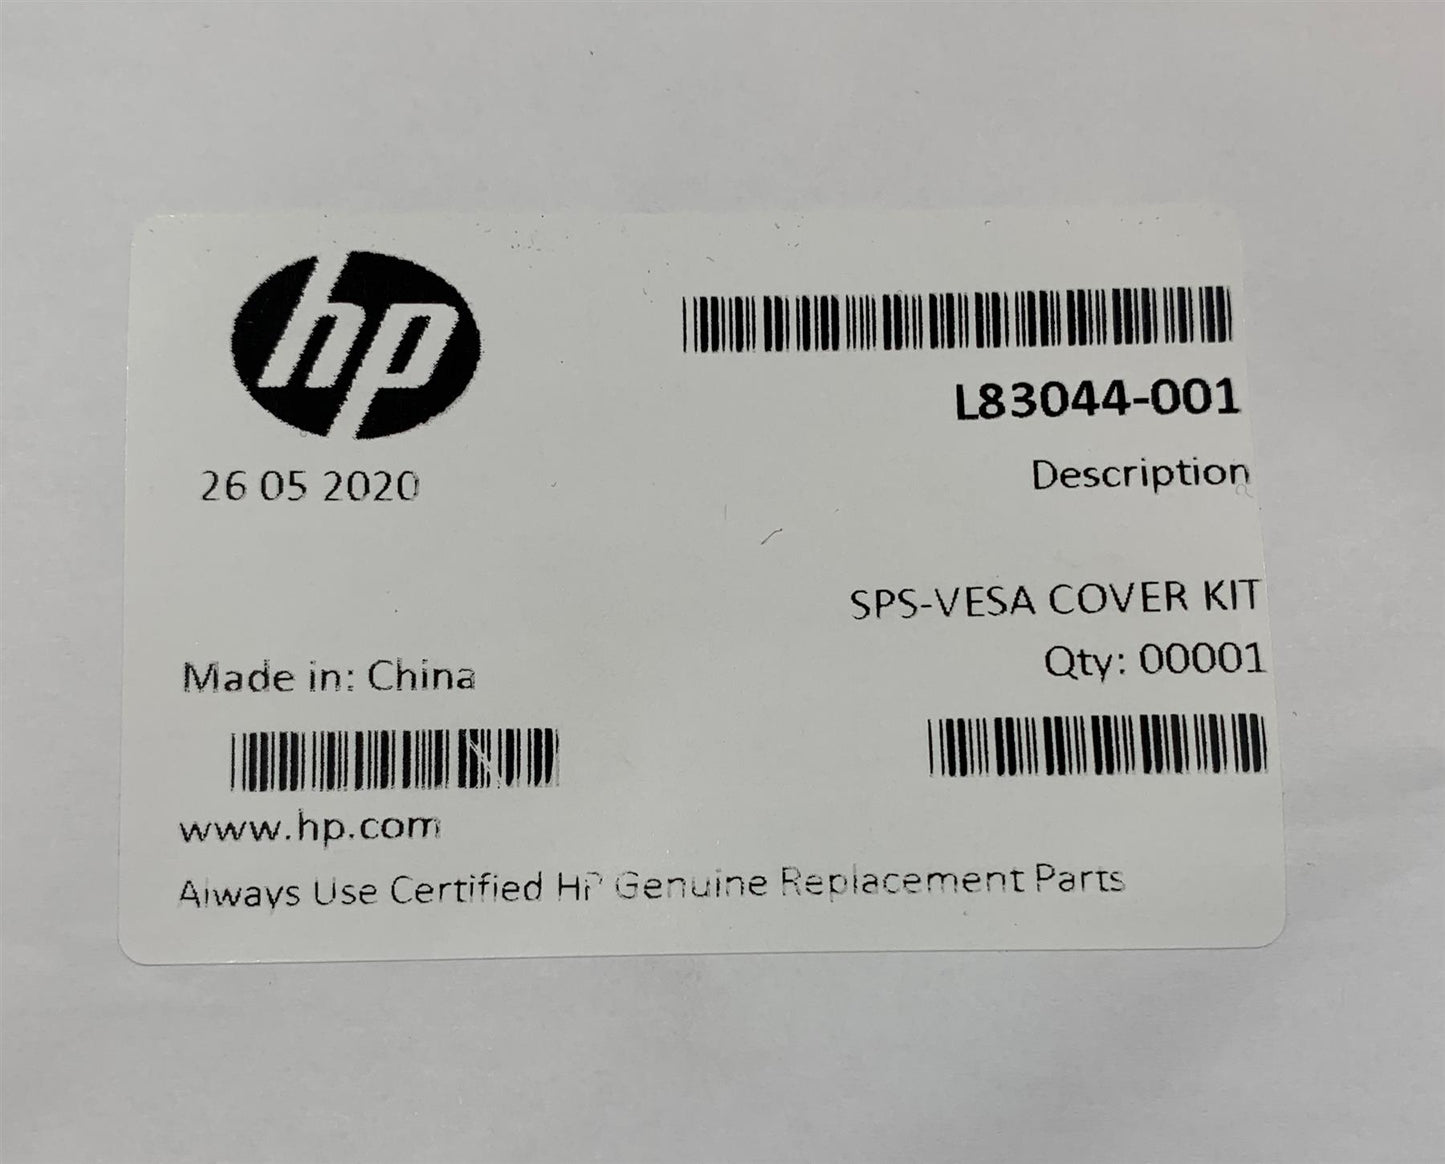 hp
L83044-001
26 05 2020
Description
SPS-VESA COVER KIT
Qty: 00001
Made in: China
www.hp.com
Always Use Certified HP Genuine Replacement Parts